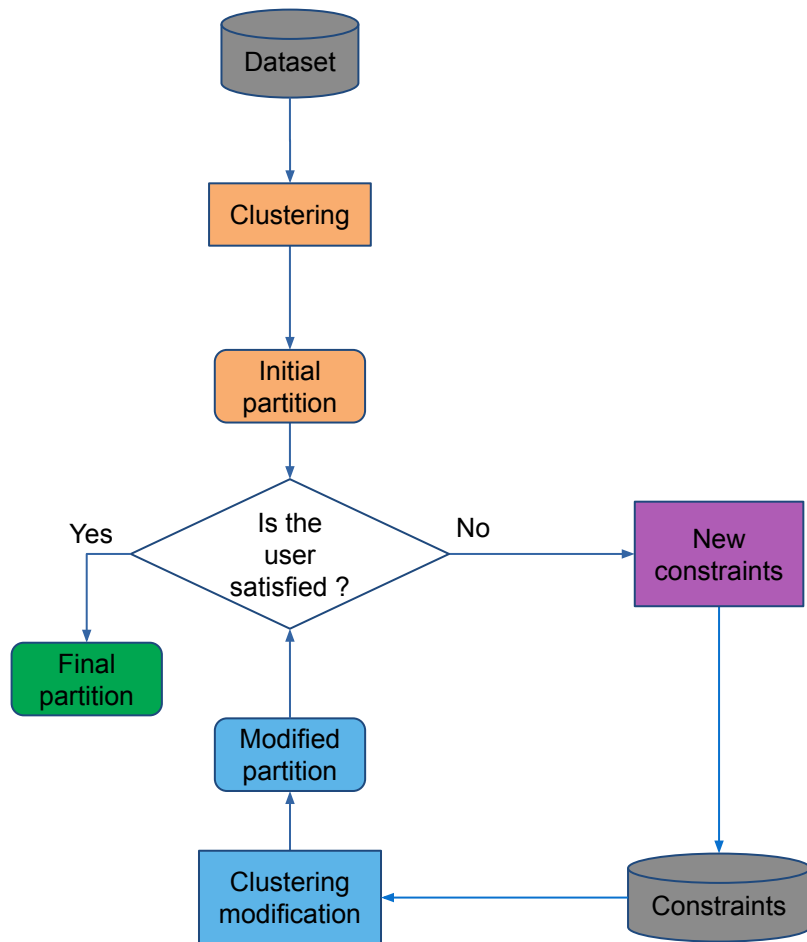 Dataset
Clustering
Initial
partition
Is the
user
satisfied ?
Yes
No
New
constraints
Final
partition
Modified
partition
Clustering
modification
Constraints